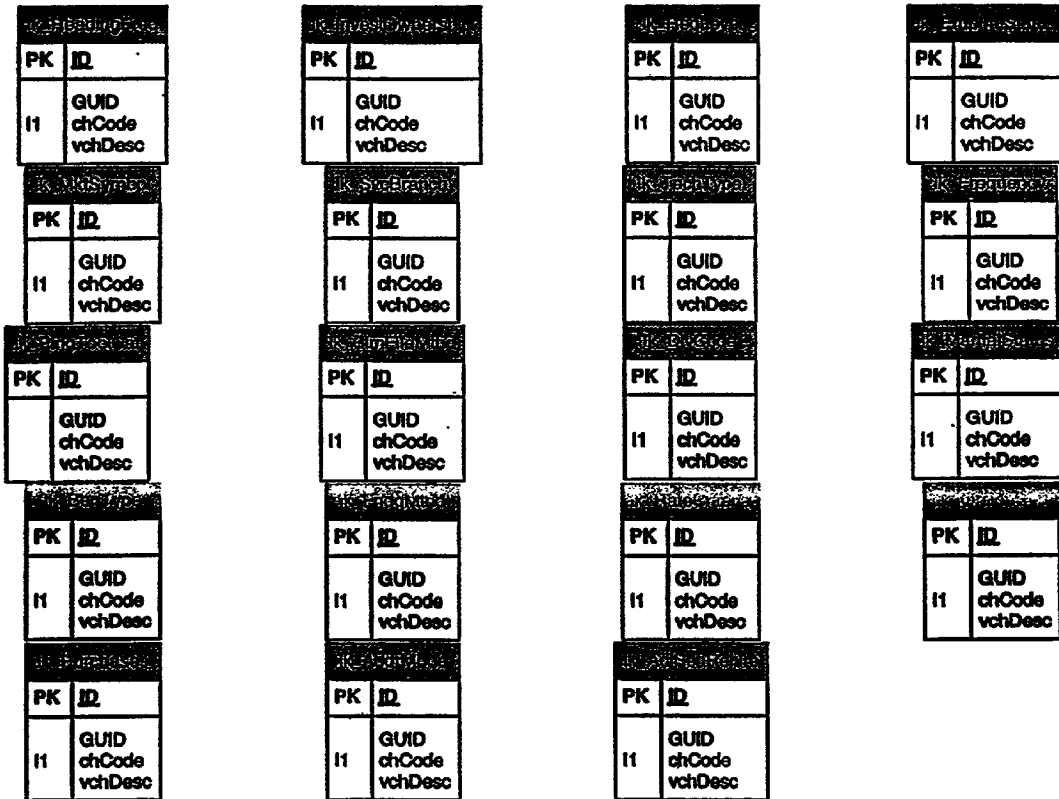 PK ID
I1 GUID
chCode
vchDesc
PK ID
I1 GUID
chCode
vchDesc
PK ID
I1 GUID
chCode
vchDesc
PK ID
I1 GUID
chCode
vchDesc
PK ID
I1 GUID
chCode
vchDesc
PK ID
I1 GUID
chCode
vchDesc
lk_TechType
PK ID
I1 GUID
chCode
vchDesc
lk_Frequency
PK ID
I1 GUID
chCode
vchDesc
PK ID
GUID
chCode
vchDesc
PK ID
I1 GUID
chCode
vchDesc
PK ID
I1 GUID
chCode
vchDesc
lk_MaritalStatus
PK ID
I1 GUID
chCode
vchDesc
PK ID
I1 GUID
chCode
vchDesc
PK ID
I1 GUID
chCode
vchDesc
PK ID
I1 GUID
chCode
vchDesc
PK ID
I1 GUID
chCode
vchDesc
PK ID
I1 GUID
chCode
vchDesc
PK ID
I1 GUID
chCode
vchDesc
PK ID
I1 GUID
chCode
vchDesc